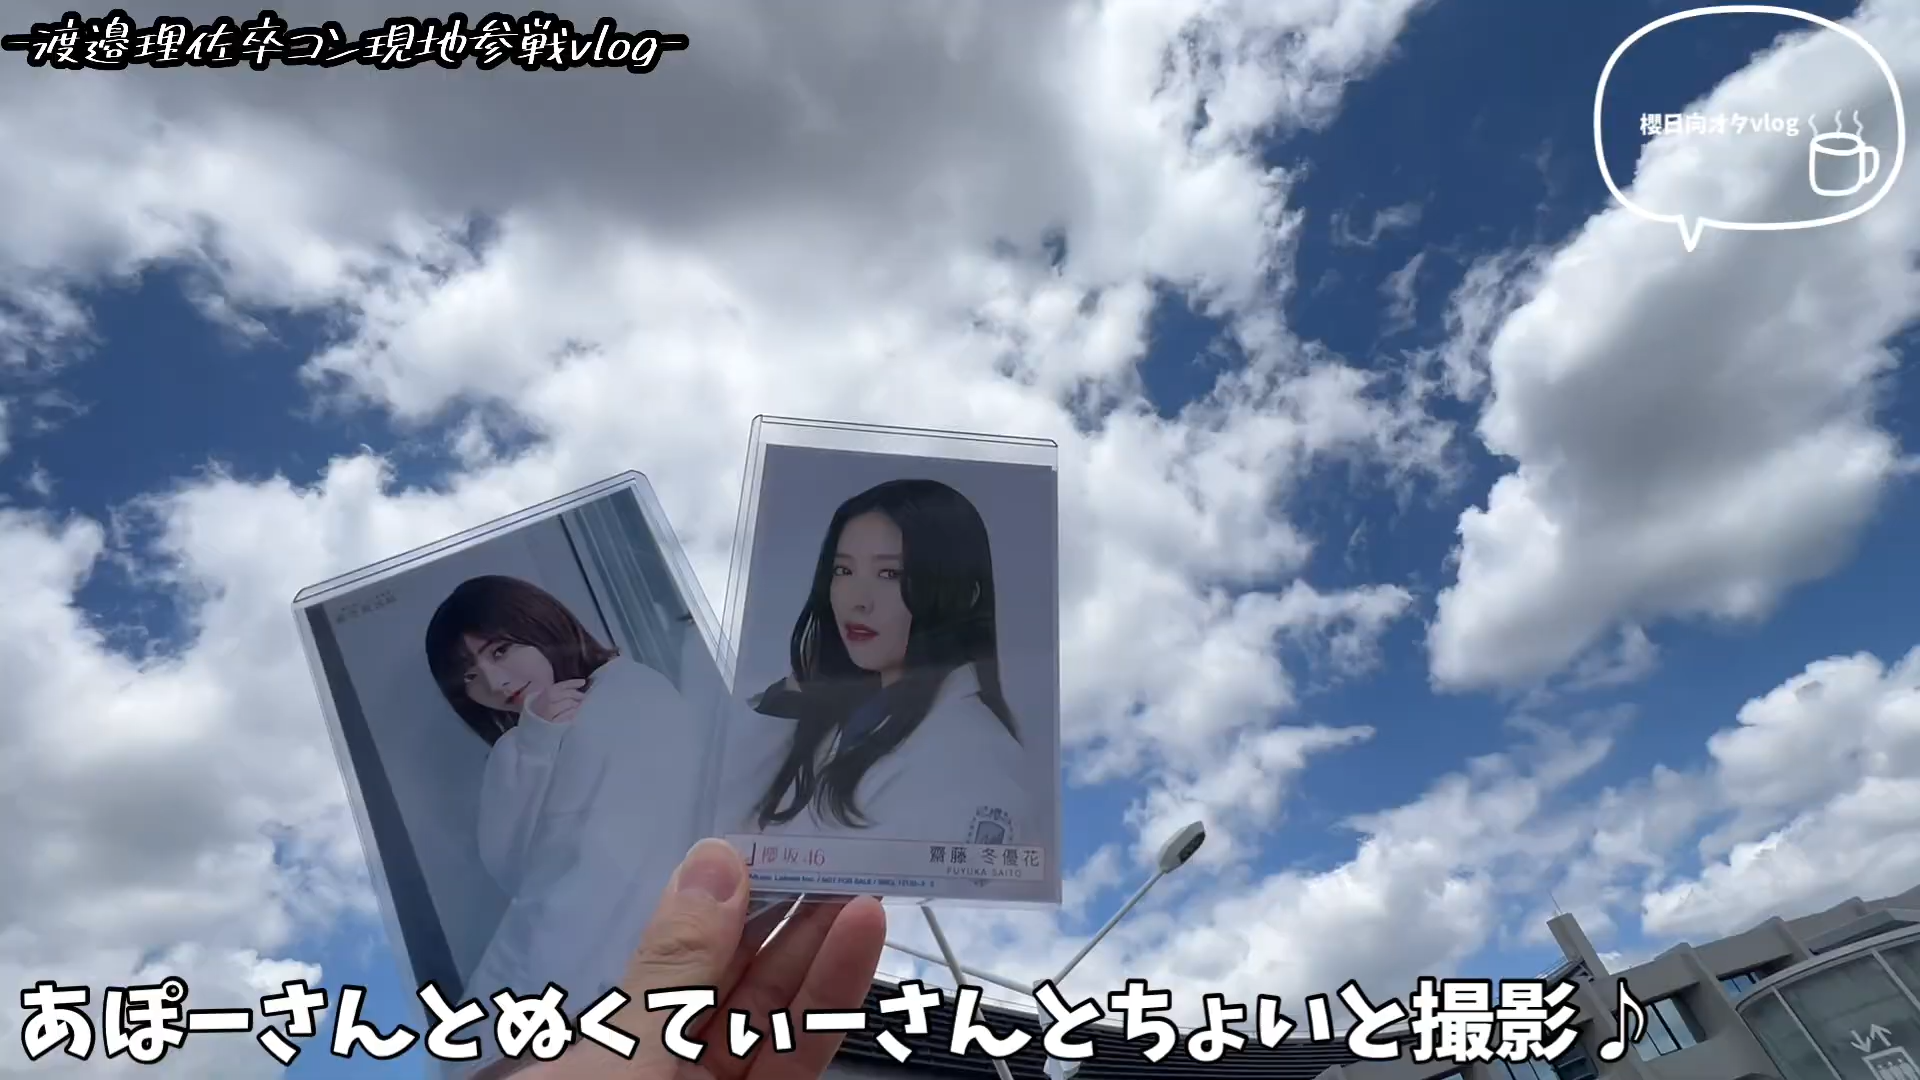 -渡邉理佐卒コン現地参戦vlog-
櫻日向オタvlog
櫻坂46
齋藤 冬優花
FUYUKA SAITO
あぽーさんとぬくてぃーさんとちょいと撮影♪